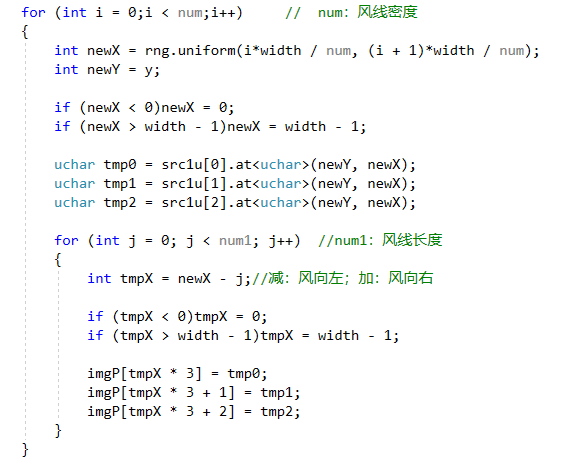 for (int i = 0;i < num;i++)     //  num：风线密度
{
    int newX = rng.uniform(i*width / num, (i + 1)*width / num);
    int newY = y;

    if (newX < 0)newX = 0;
    if (newX > width - 1)newX = width - 1;

    uchar tmp0 = src1u[0].at<uchar>(newY, newX);
    uchar tmp1 = src1u[1].at<uchar>(newY, newX);
    uchar tmp2 = src1u[2].at<uchar>(newY, newX);

    for (int j = 0; j < num1; j++)  //num1：风线长度
    {
        int tmpX = newX - j;//减：风向左；加：风向右

        if (tmpX < 0)tmpX = 0;
        if (tmpX > width - 1)tmpX = width - 1;

        imgP[tmpX * 3] = tmp0;
        imgP[tmpX * 3 + 1] = tmp1;
        imgP[tmpX * 3 + 2] = tmp2;
    }
}